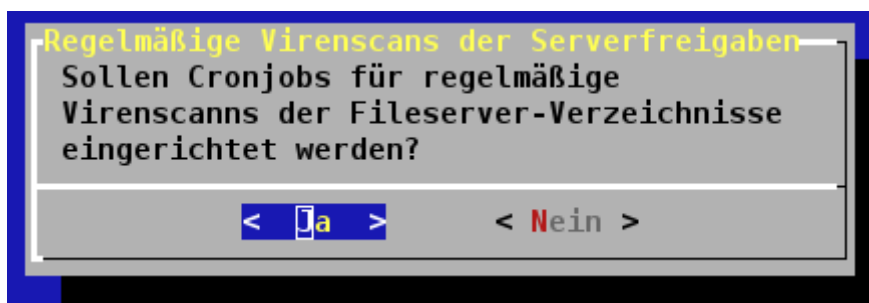 Regelmäßige Virenscans der Serverfreigaben
Sollen Cronjobs für regelmäßige
Virenscanns der Fileserver-Verzeichnisse
eingerichtet werden?
< Ja > < Nein >